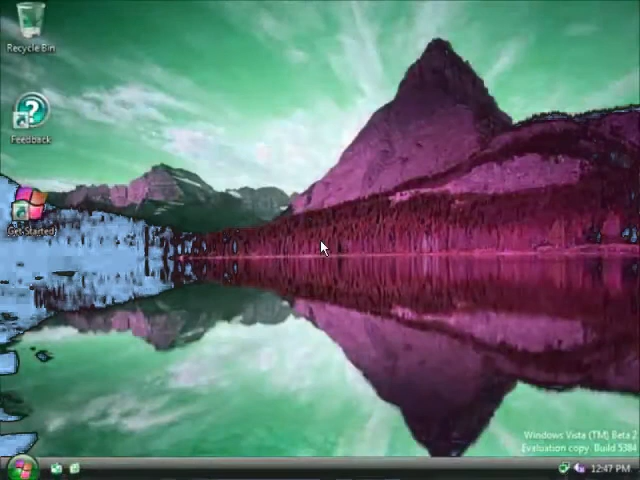 Recycle Bin
Feedback
Get Started
Windows Vista (TM) Beta 2
Evaluation copy. Build 5384
12:47 PM